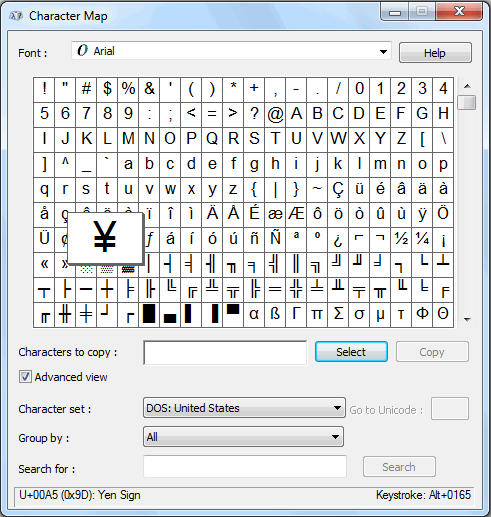 Character Map
Font : O Arial Help
! " # $ % & ' ( ) * + , - . / 0 1 2 3 4
5 6 7 8 9 : ; < = > ? @ A B C D E F G H
I J K L M N O P Q R S T U V W X Y Z [ \
] ^ _ ` a b c d e f g h i j k l m n o p
q r s t u v w x y z { | } ~ Ç ü é â ä à
å ï î ì Ä Å É æ Æ ô ö ò û ù ÿ Ö
Ü ¥ ƒ á í ó ú ñ Ñ ª º ¿ ⌐ ¬ ½ ¼ ¡
« » ░ ▒ ▓ │ ┤ ╡ ╢ ╖ ╕ ╣ ║ ╗ ╝ ╜ ╛ ┐ └ ┴
┬ ├ ─ ┼ ╞ ╟ ╚ ╔ ╩ ╦ ╠ ═ ╬ ╧ ╨ ╤ ╥ ╙ ╘ ╒
╓ ╫ ╪ ┘ ┌ █ ▄ ▌ ▐ ▀ α ß Γ π Σ σ µ τ Φ Θ
Characters to copy : Select Copy
Advanced view
Character set : DOS: United States Go to Unicode :
Group by : All
Search for : Search
U+00A5 (0x9D): Yen Sign Keystroke: Alt+0165